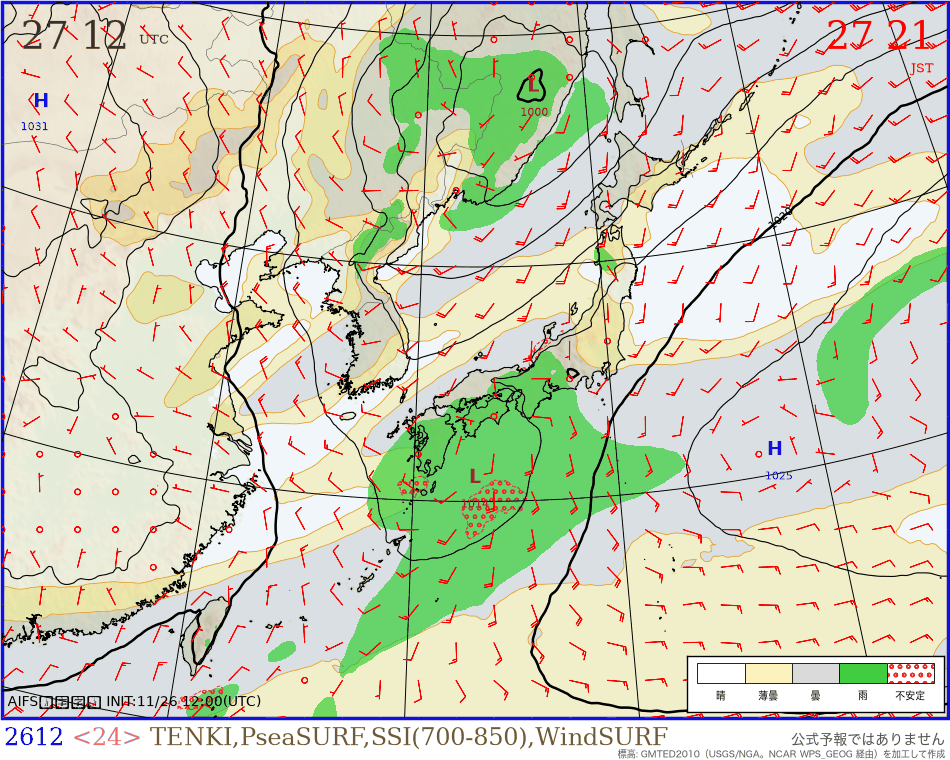 27 12 UTC
27 21
JST
H
1031
L
1000
1020
H
1025
L
晴 薄曇 曇 雨 不安定
INIT:11/26 12:00(UTC)
2612 <24> TENKI,PseaSURF,SSI(700-850),WindSURF
公式予報ではありません
標高: GMTED2010（USGS/NGA。NCAR WPS_GEOG 経由）を加工して作成